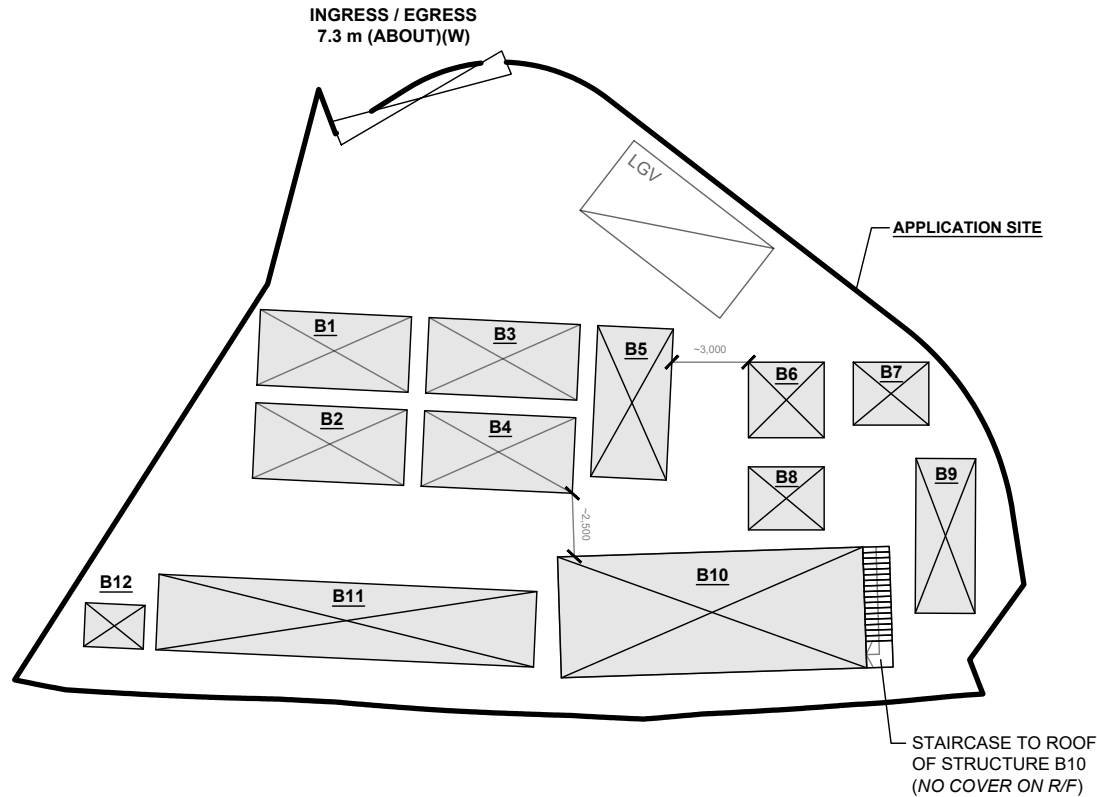 INGRESS / EGRESS
7.3 m (ABOUT)(W)
LGV
APPLICATION SITE
B1
B3
B5
~3,000
B6
B7
B2
B4
B8
B9
~2,500
B10
B12
B11
STAIRCASE TO ROOF
OF STRUCTURE B10
(NO COVER ON R/F)